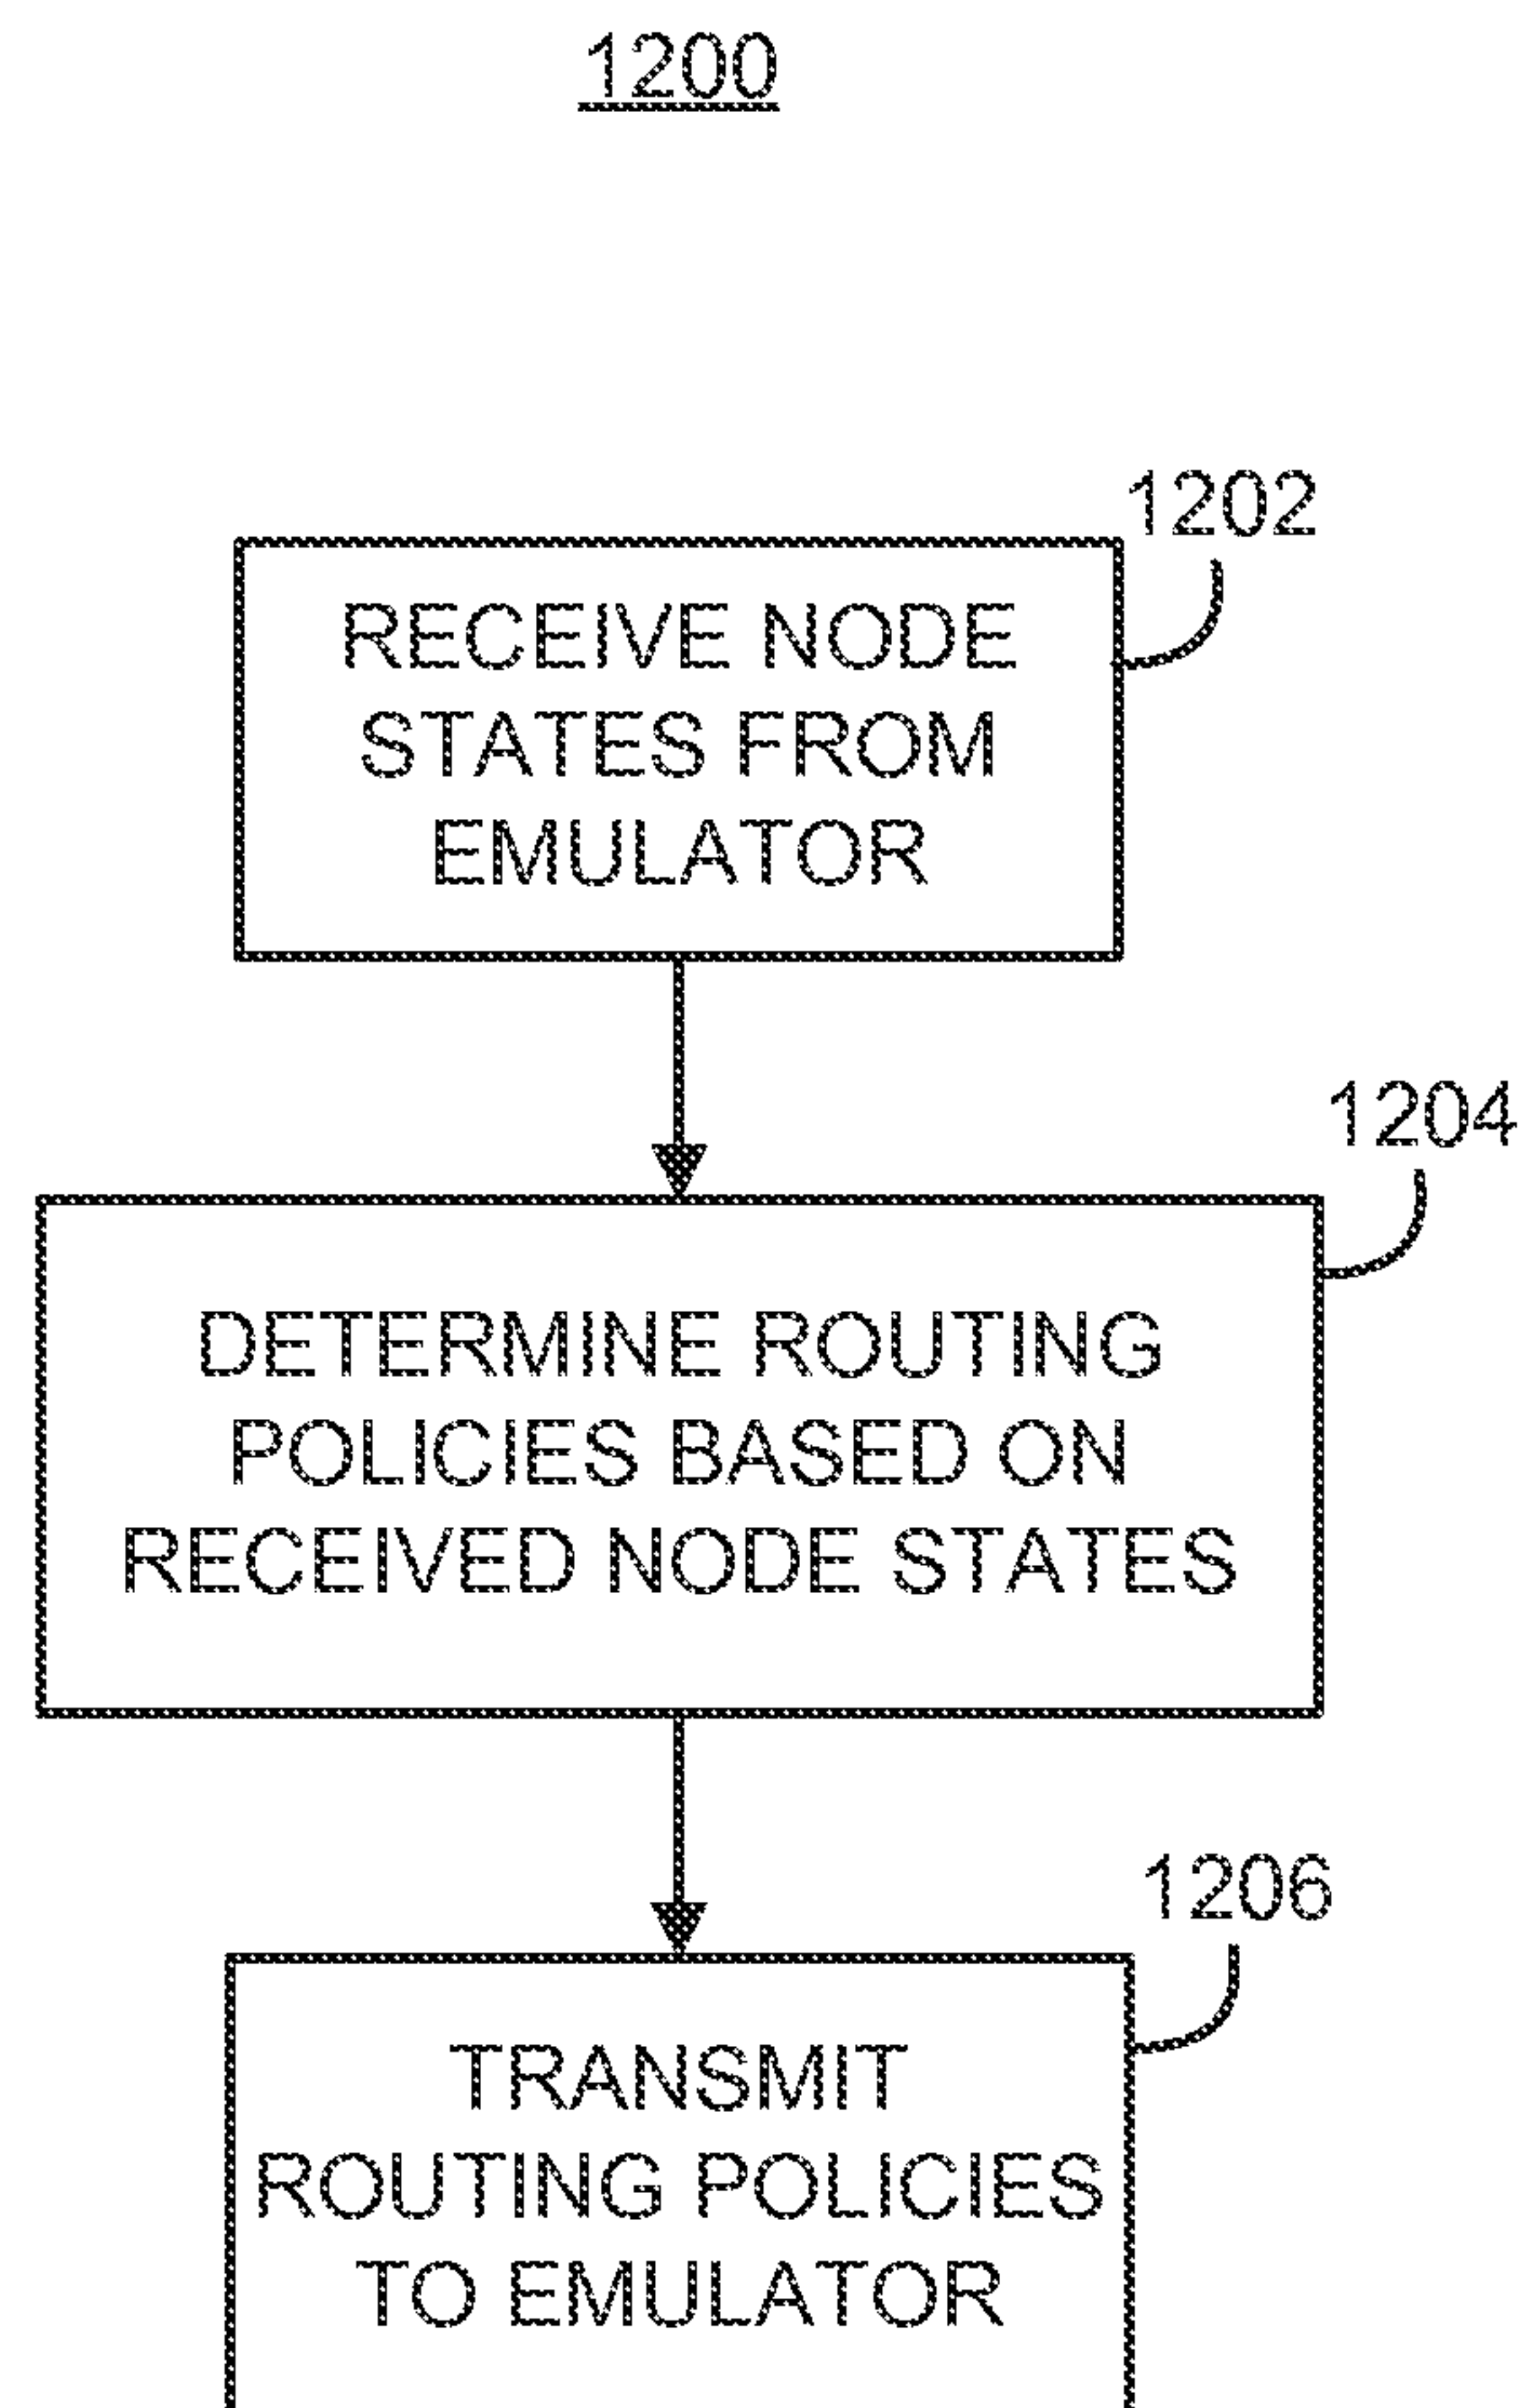 1200
1202
RECEIVE NODE
STATES FROM
EMULATOR
1204
DETERMINE ROUTING
POLICIES BASED ON
RECEIVED NODE STATES
1206
TRANSMIT
ROUTING POLICIES
TO EMULATOR